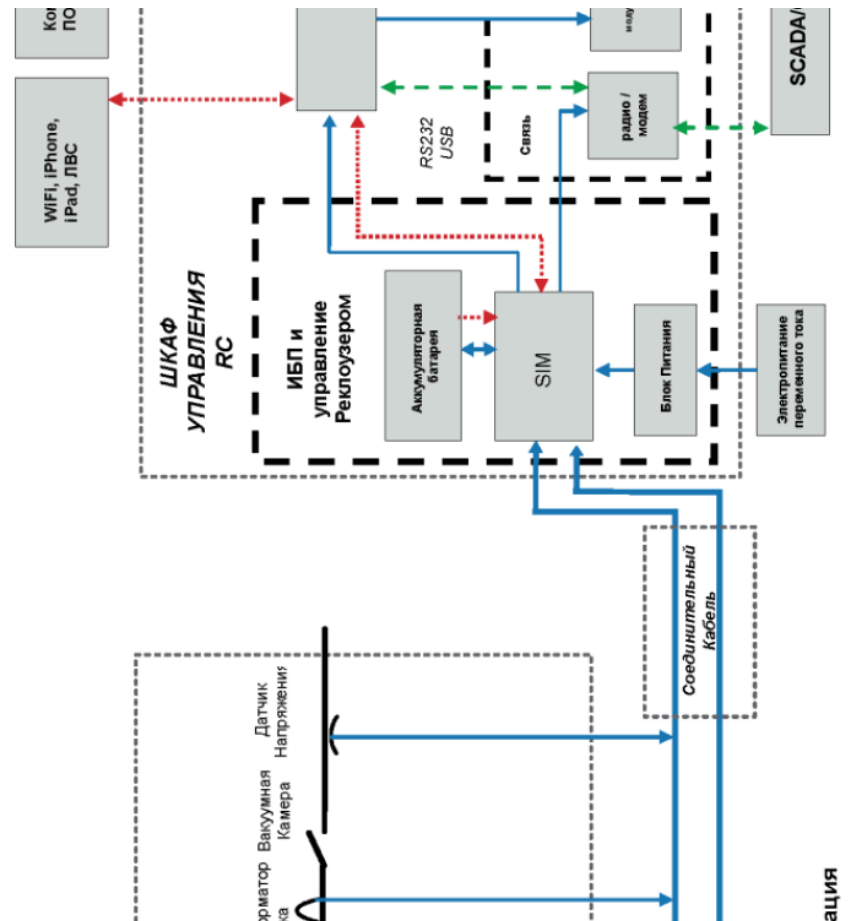 WiFi, iPhone,
iPad, ЛВС
ШКАФ
УПРАВЛЕНИЯ
RC
ИБП и
управление
Реклоузером
RS232
USB
Связь
радио /
модем
SCADA/
Аккумуляторная
батарея
SIM
Блок Питания
Электропитание
переменного тока
Соединительный
Кабель
Датчик
Напряжения
Вакуумная
Камера